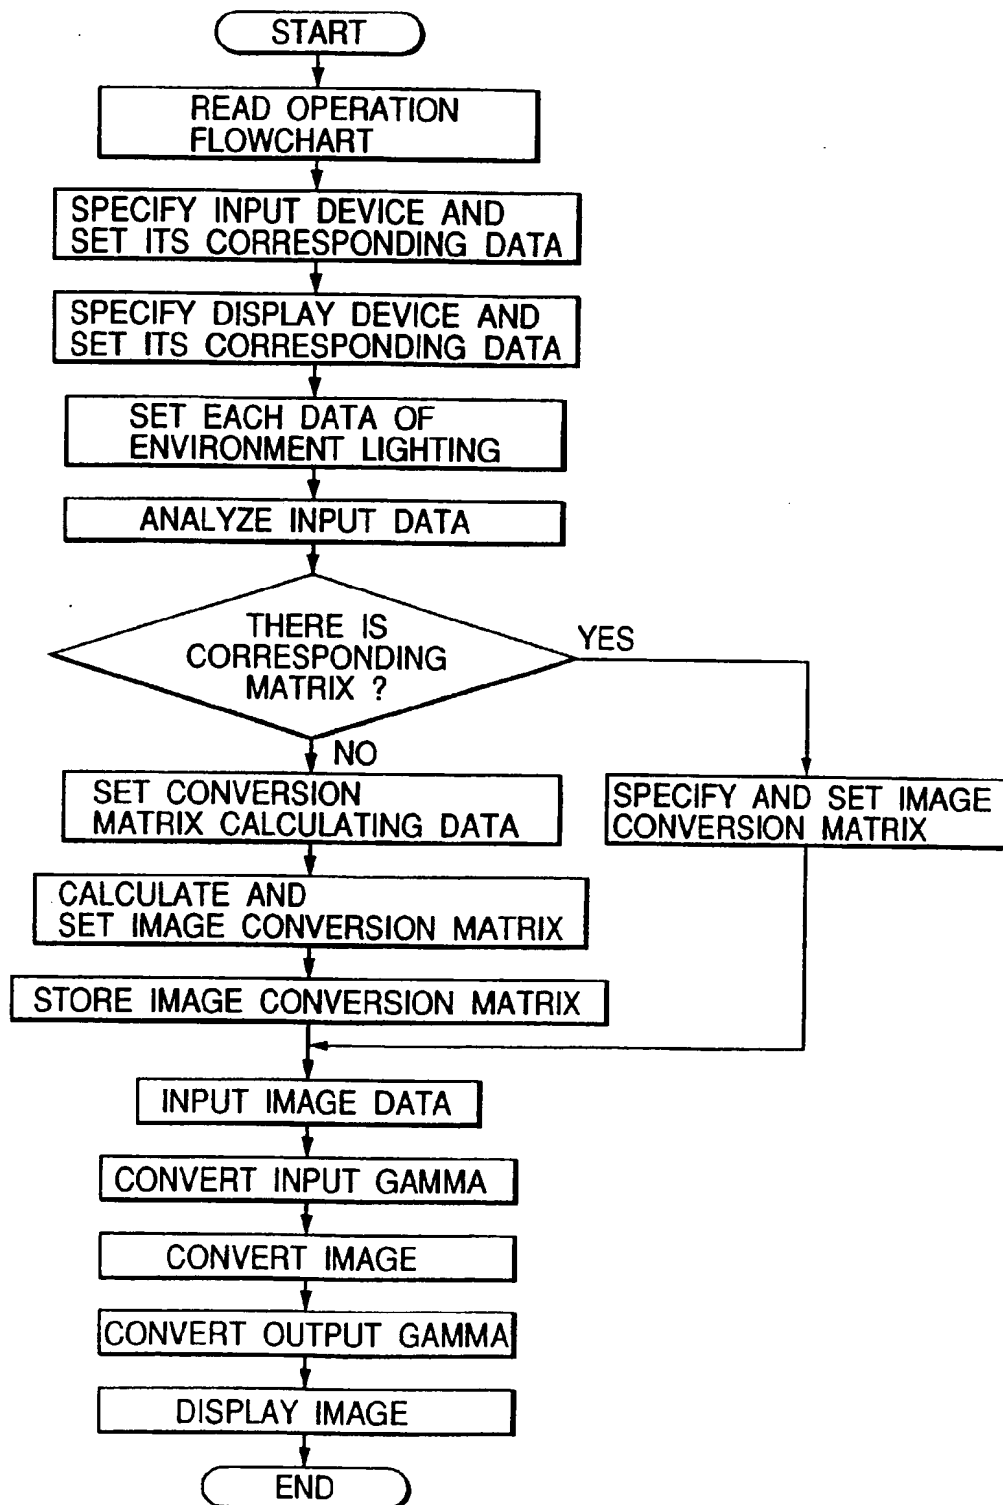 START
READ OPERATION
FLOWCHART
SPECIFY INPUT DEVICE AND
SET ITS CORRESPONDING DATA
SPECIFY DISPLAY DEVICE AND
SET ITS CORRESPONDING DATA
SET EACH DATA OF
ENVIRONMENT LIGHTING
ANALYZE INPUT DATA
THERE IS
CORRESPONDING
MATRIX ?
YES
NO
SET CONVERSION
MATRIX CALCULATING DATA
SPECIFY AND SET IMAGE
CONVERSION MATRIX
CALCULATE AND
SET IMAGE CONVERSION MATRIX
STORE IMAGE CONVERSION MATRIX
INPUT IMAGE DATA
CONVERT INPUT GAMMA
CONVERT IMAGE
CONVERT OUTPUT GAMMA
DISPLAY IMAGE
END